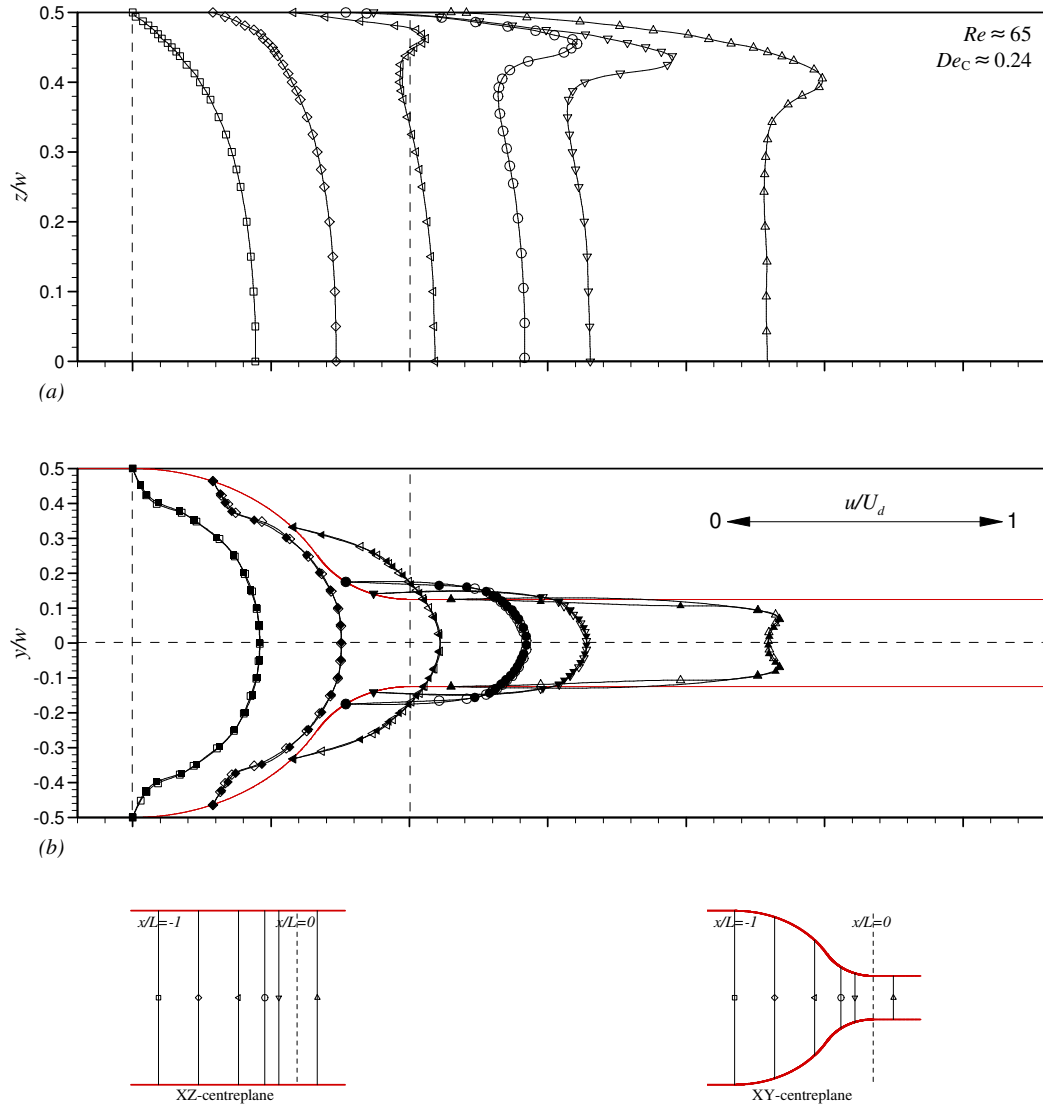 0.5
Re ≈ 65
De_C ≈ 0.24
0.4
0.3
z/w
0.2
0.1
0
(a)
0.5
0.4
u/U_d
0 1
0.3
0.2
0.1
y/w
0
0.1
0.2
-0.3
-0.4
-0.5
(b)
x/L=-1 x/L=0
x/L=-1 x/L=0
XZ-centreplane
XY-centreplane